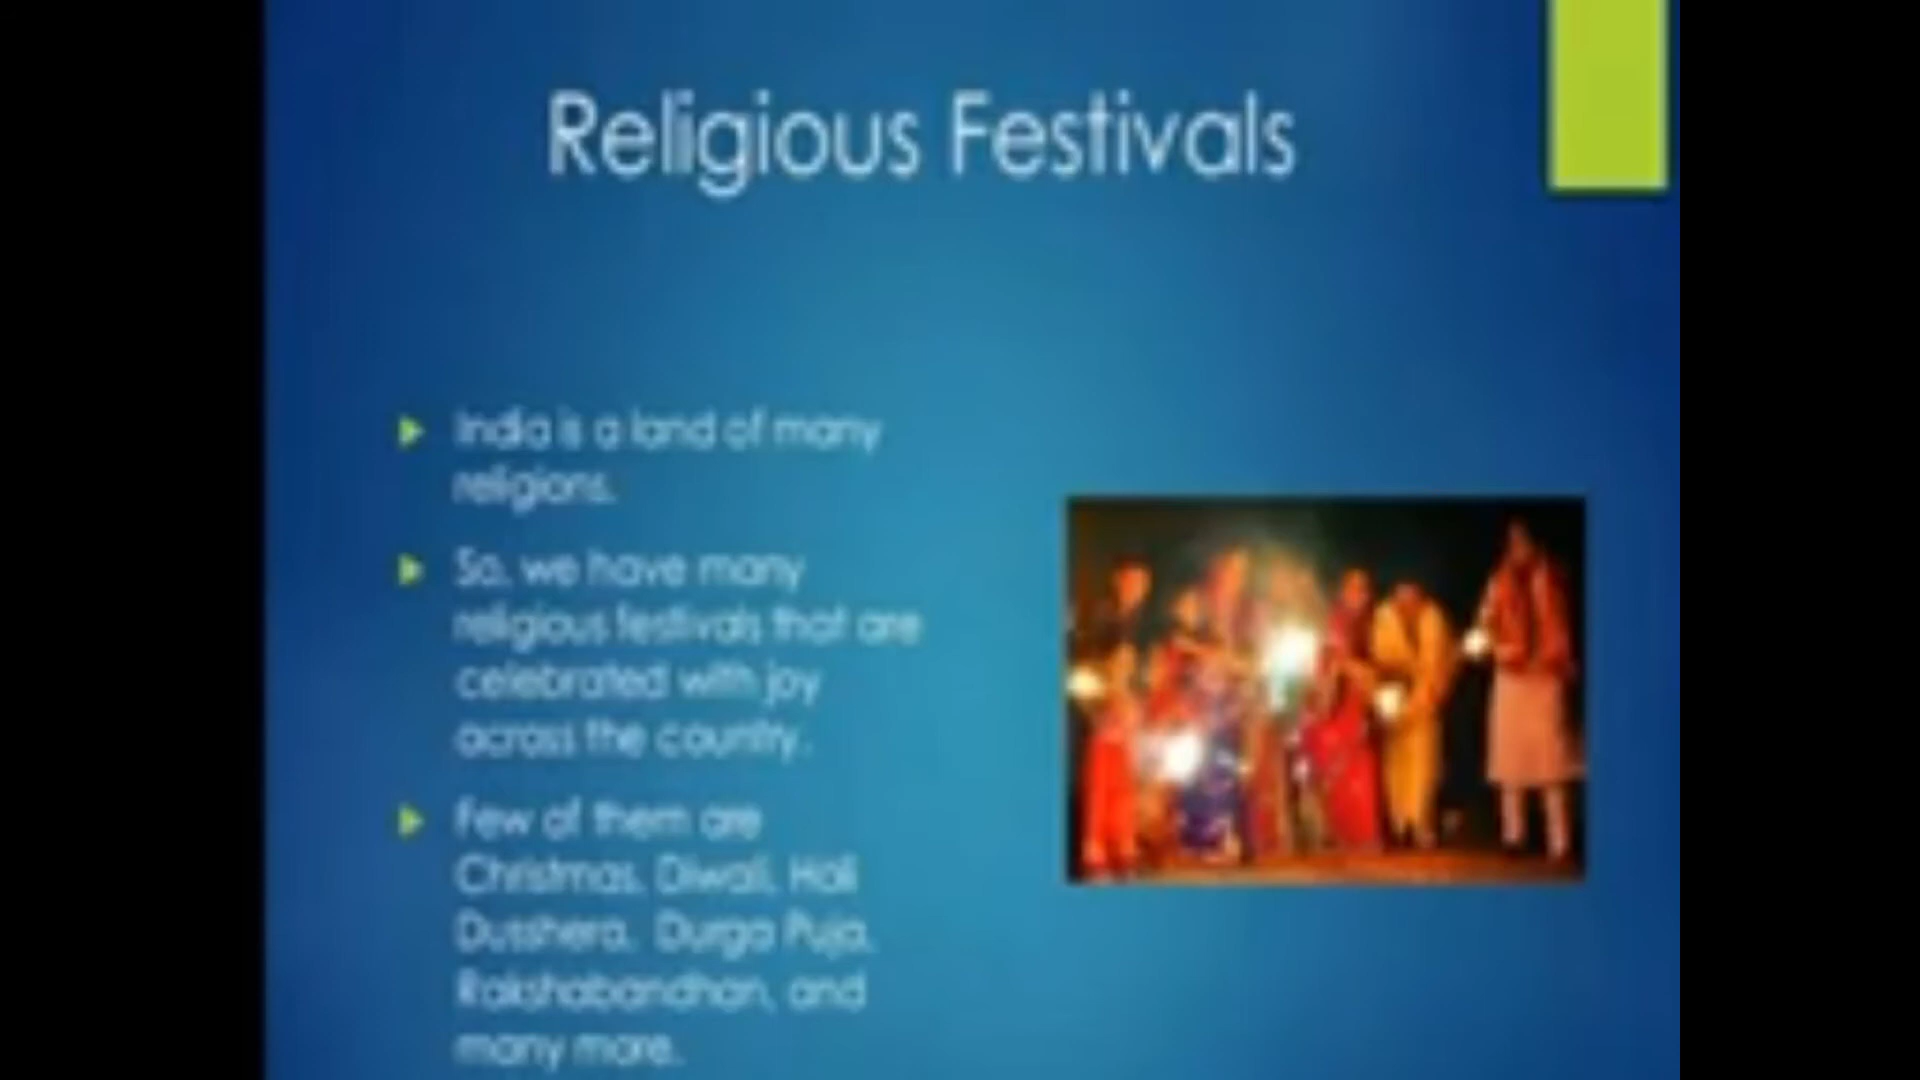 Religious Festivals
India is a land of many
religions.
So, we have many
religious festivals that are
celebrated with joy
across the country.
Few of them are
Christmas, Diwali, Holi
Dusshera, Durga Puja,
Rakshabandhan, and
many more.